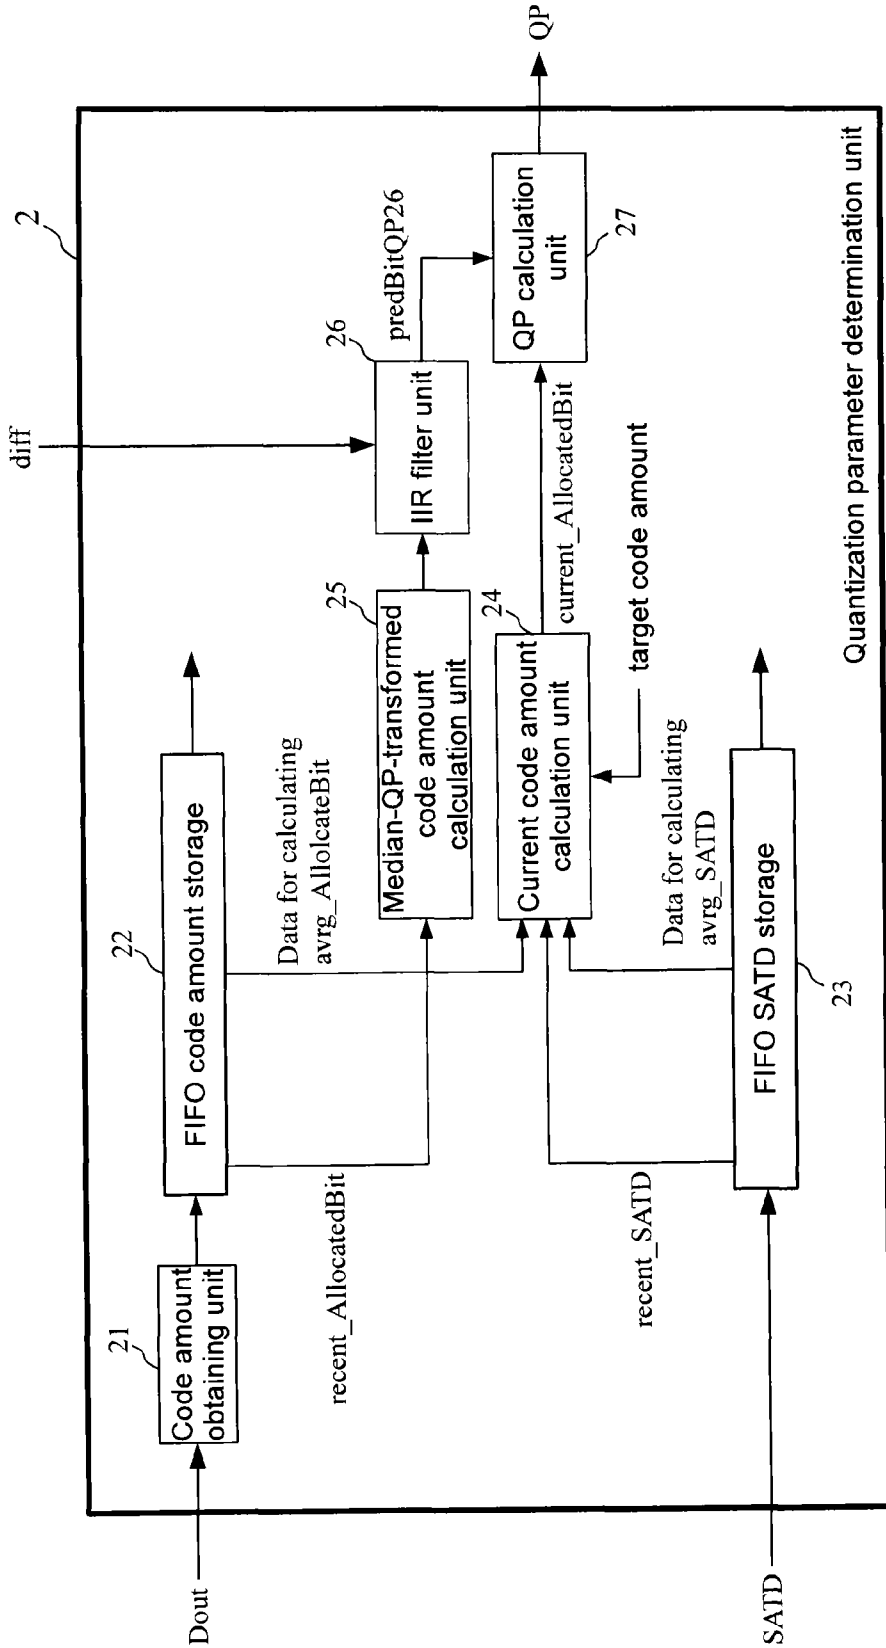 2
diff
Dout
21
Code amount
obtaining unit
22
FIFO code amount storage
recent_AllocatedBit
Data for calculating
avrg_AllolcateBit
25
Median-QP-transformed
code amount
calculation unit
26
IIR filter unit
predBitQP26
24
Current code amount
calculation unit
current_AllocatedBit
QP calculation
unit
27
QP
target code amount
recent_SATD
Data for calculating
avrg_SATD
SATD
FIFO SATD storage
23
Quantization parameter determination unit